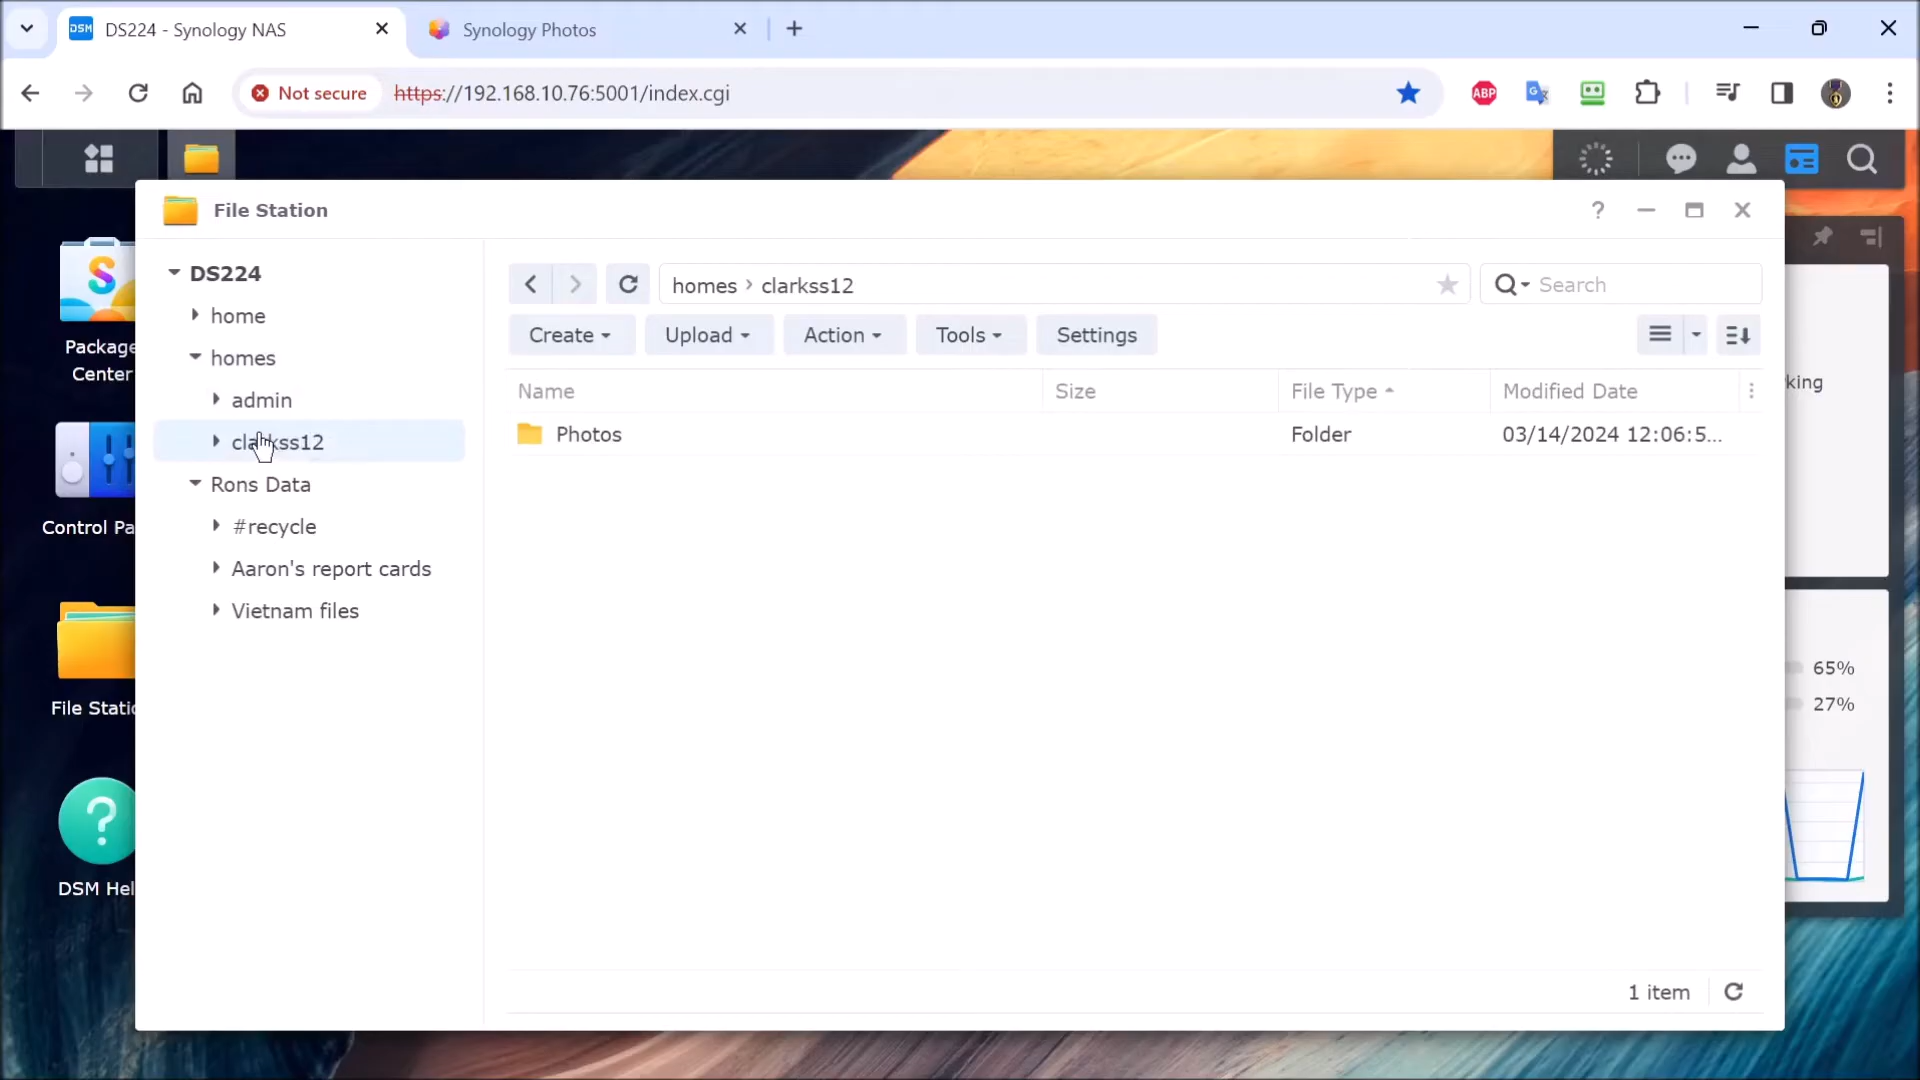 DSM DS224 - Synology NAS
Synology Photos
Not secure https://192.168.10.76:5001/index.cgi
ABP
File Station
DS224
home
homes
admin
clarkss12
Rons Data
#recycle
Aaron's report cards
Vietnam files
homes › clarkss12
Search
Create
Upload
Action
Tools
Settings
Name
Size
File Type
Modified Date
Photos
Folder
03/14/2024 12:06:5...
1 item
Package
Center
Control Pa
File Statio
DSM Hel
king
65%
27%